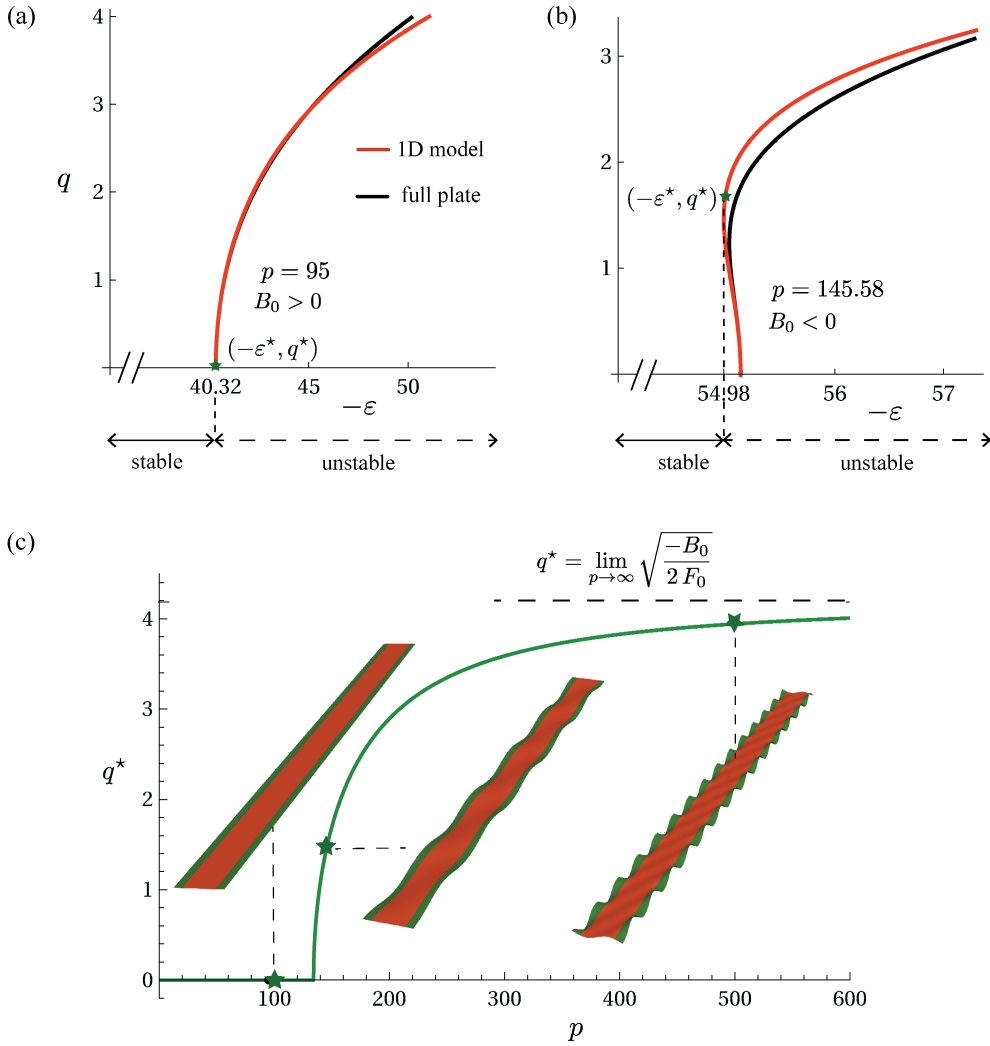 (a)
4
3
2
1
q
1D model
full plate
p = 95
B₀ > 0
(−ε⋆, q⋆)
40.32
45
50
−ε
stable
unstable
(b)
3
2
1
(−ε⋆, q⋆)
p = 145.58
B₀ < 0
54.98
56
57
−ε
stable
unstable
(c)
q⋆ = lim p→∞ √(−B₀ / 2 F₀)
4
3
2
1
0
q⋆
100
200
300
400
500
600
p